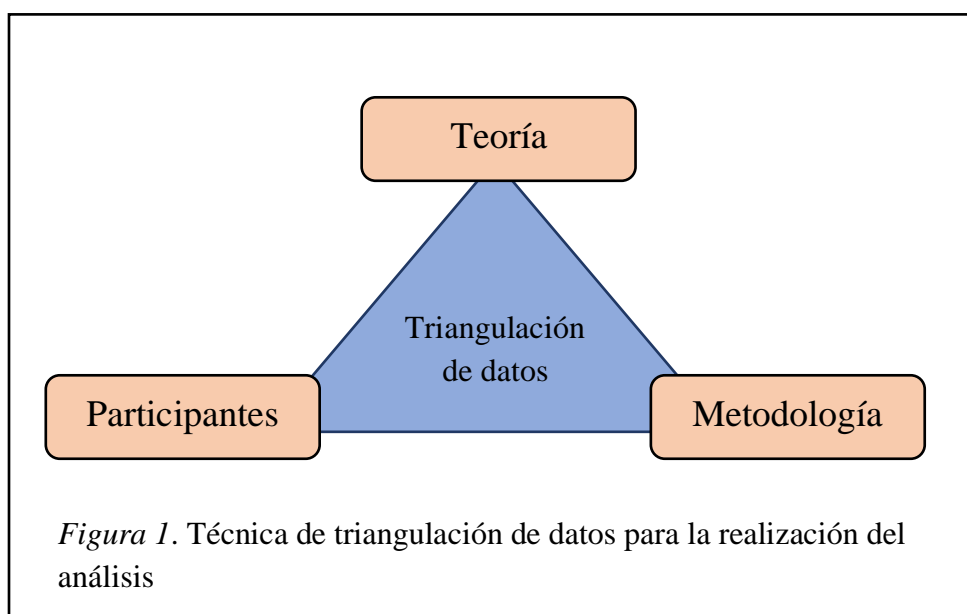 Teoría
Triangulación
de datos
Participantes
Metodología
Figura 1. Técnica de triangulación de datos para la realización del
análisis